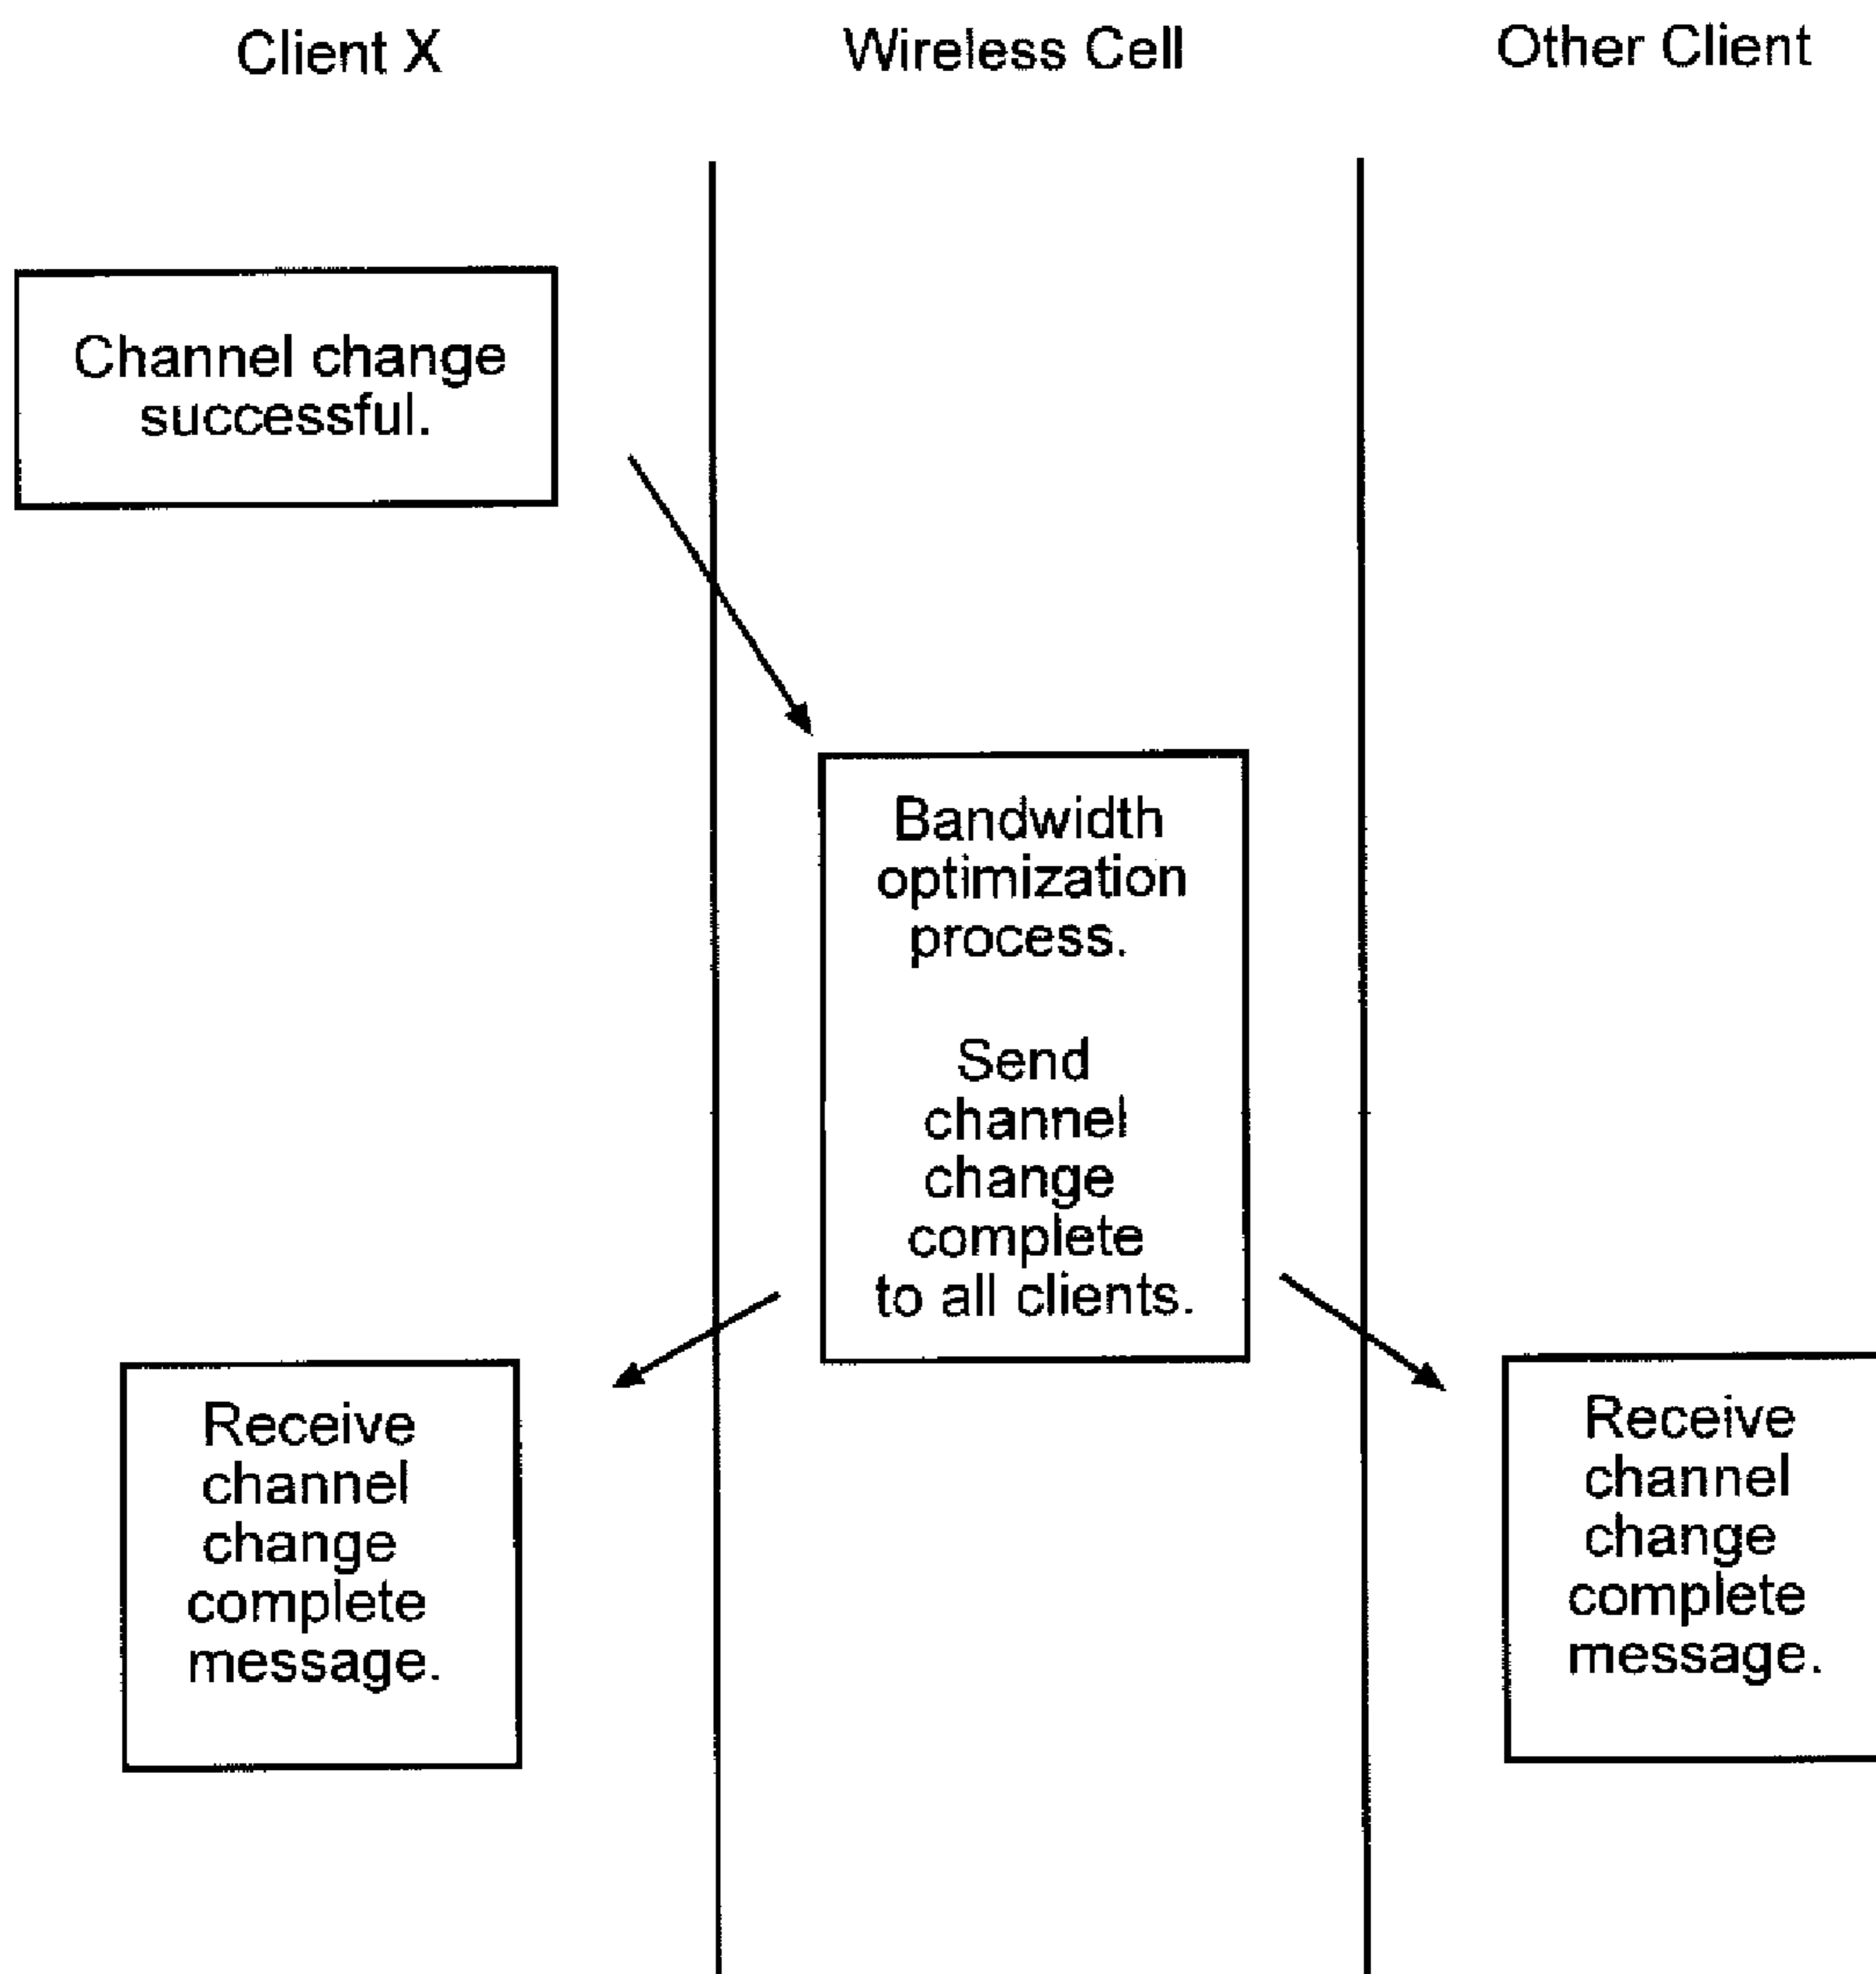 Client X
Wireless Cell
Other Client
Channel change
successful.
Bandwidth
optimization
process.
Send
channel
change
complete
to all clients.
Receive
channel
change
complete
message.
Receive
channel
change
complete
message.